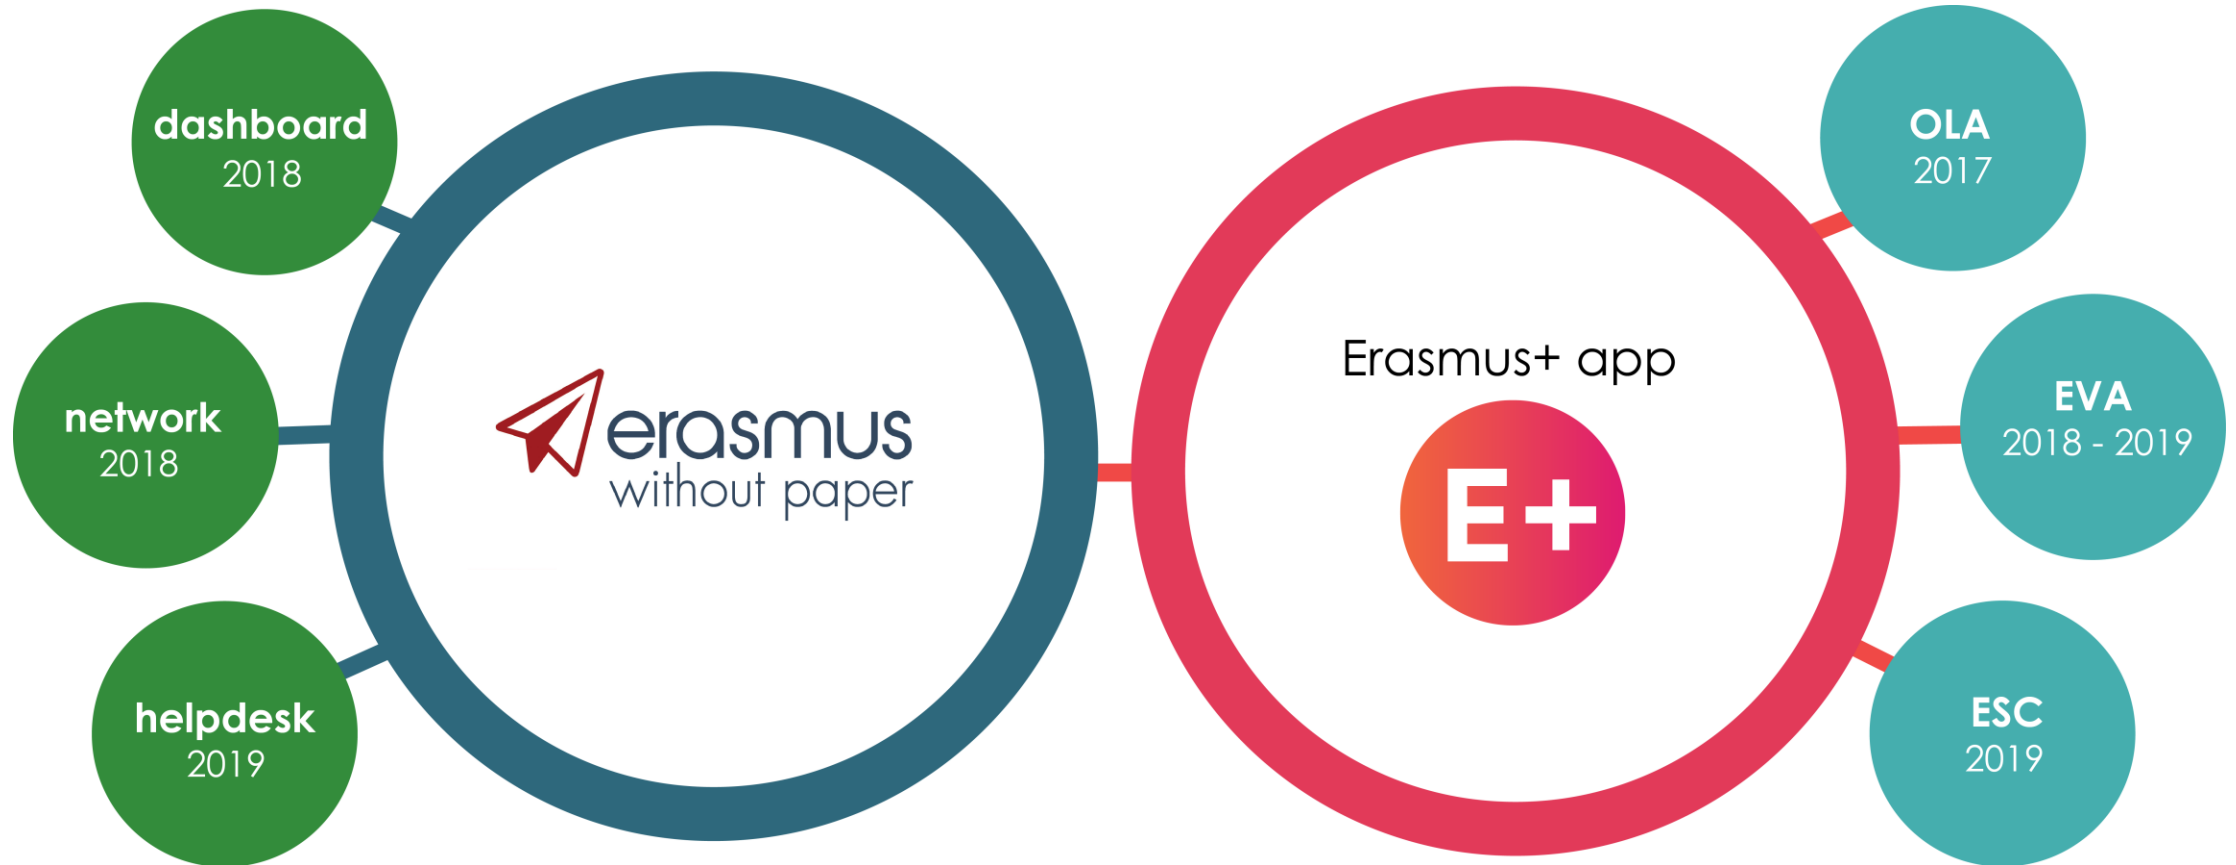 dashboard
2018
network
2018
helpdesk
2019
erasmus
without paper
Erasmus+ app
E+
OLA
2017
EVA
2018 - 2019
ESC
2019